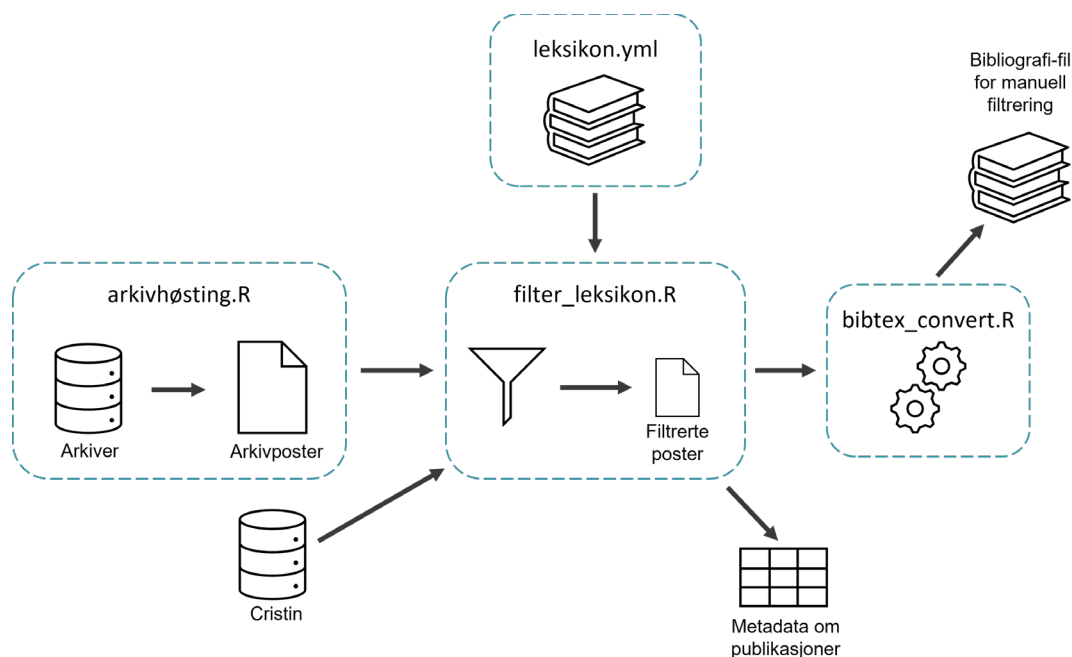 leksikon.yml
Bibliografi-fil
for manuell
filtrering
arkivhøsting.R
Arkiver
Arkivposter
filter_leksikon.R
Filtrerte
poster
bibtex_convert.R
Cristin
Metadata om
publikasjoner